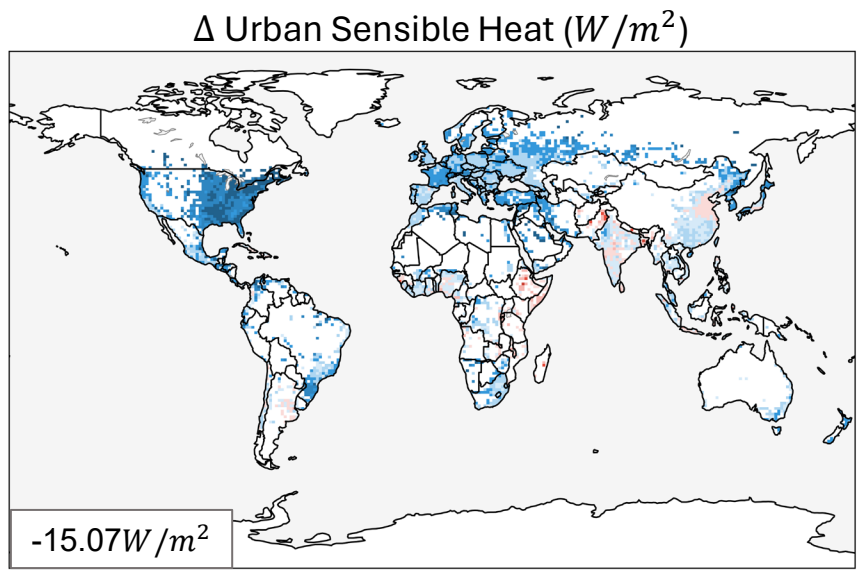 Δ Urban Sensible Heat (W/m²)
-15.07W/m²